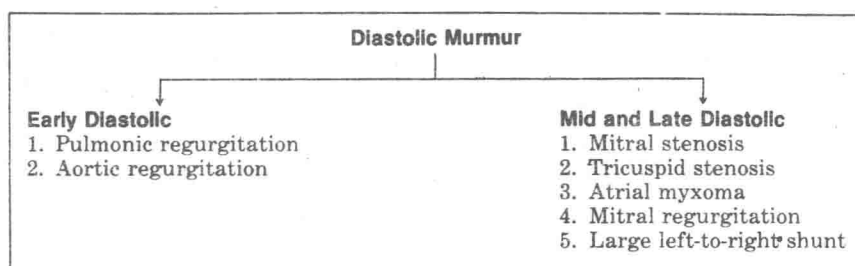 Diastolic Murmur
Early Diastolic
1. Pulmonic regurgitation
2. Aortic regurgitation
Mid and Late Diastolic
1. Mitral stenosis
2. Tricuspid stenosis
3. Atrial myxoma
4. Mitral regurgitation
5. Large left-to-right shunt